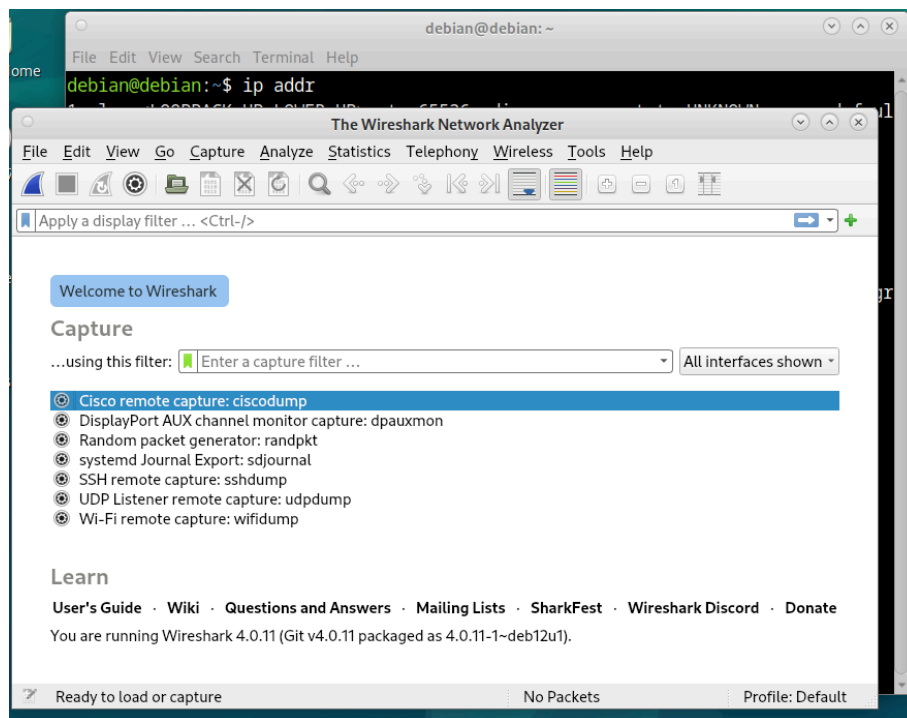 debian@debian: ~
File Edit View Search Terminal Help
ome
debian@debian:~$ ip addr
The Wireshark Network Analyzer
File Edit View Go Capture Analyze Statistics Telephony Wireless Tools Help
Apply a display filter … <Ctrl-/>
Welcome to Wireshark
gr
Capture
…using this filter: Enter a capture filter … All interfaces shown
Cisco remote capture: ciscodump
DisplayPort AUX channel monitor capture: dpauxmon
Random packet generator: randpkt
systemd Journal Export: sdjournal
SSH remote capture: sshdump
UDP Listener remote capture: udpdump
Wi-Fi remote capture: wifidump
Learn
User's Guide · Wiki · Questions and Answers · Mailing Lists · SharkFest · Wireshark Discord · Donate
You are running Wireshark 4.0.11 (Git v4.0.11 packaged as 4.0.11-1~deb12u1).
Ready to load or capture No Packets Profile: Default